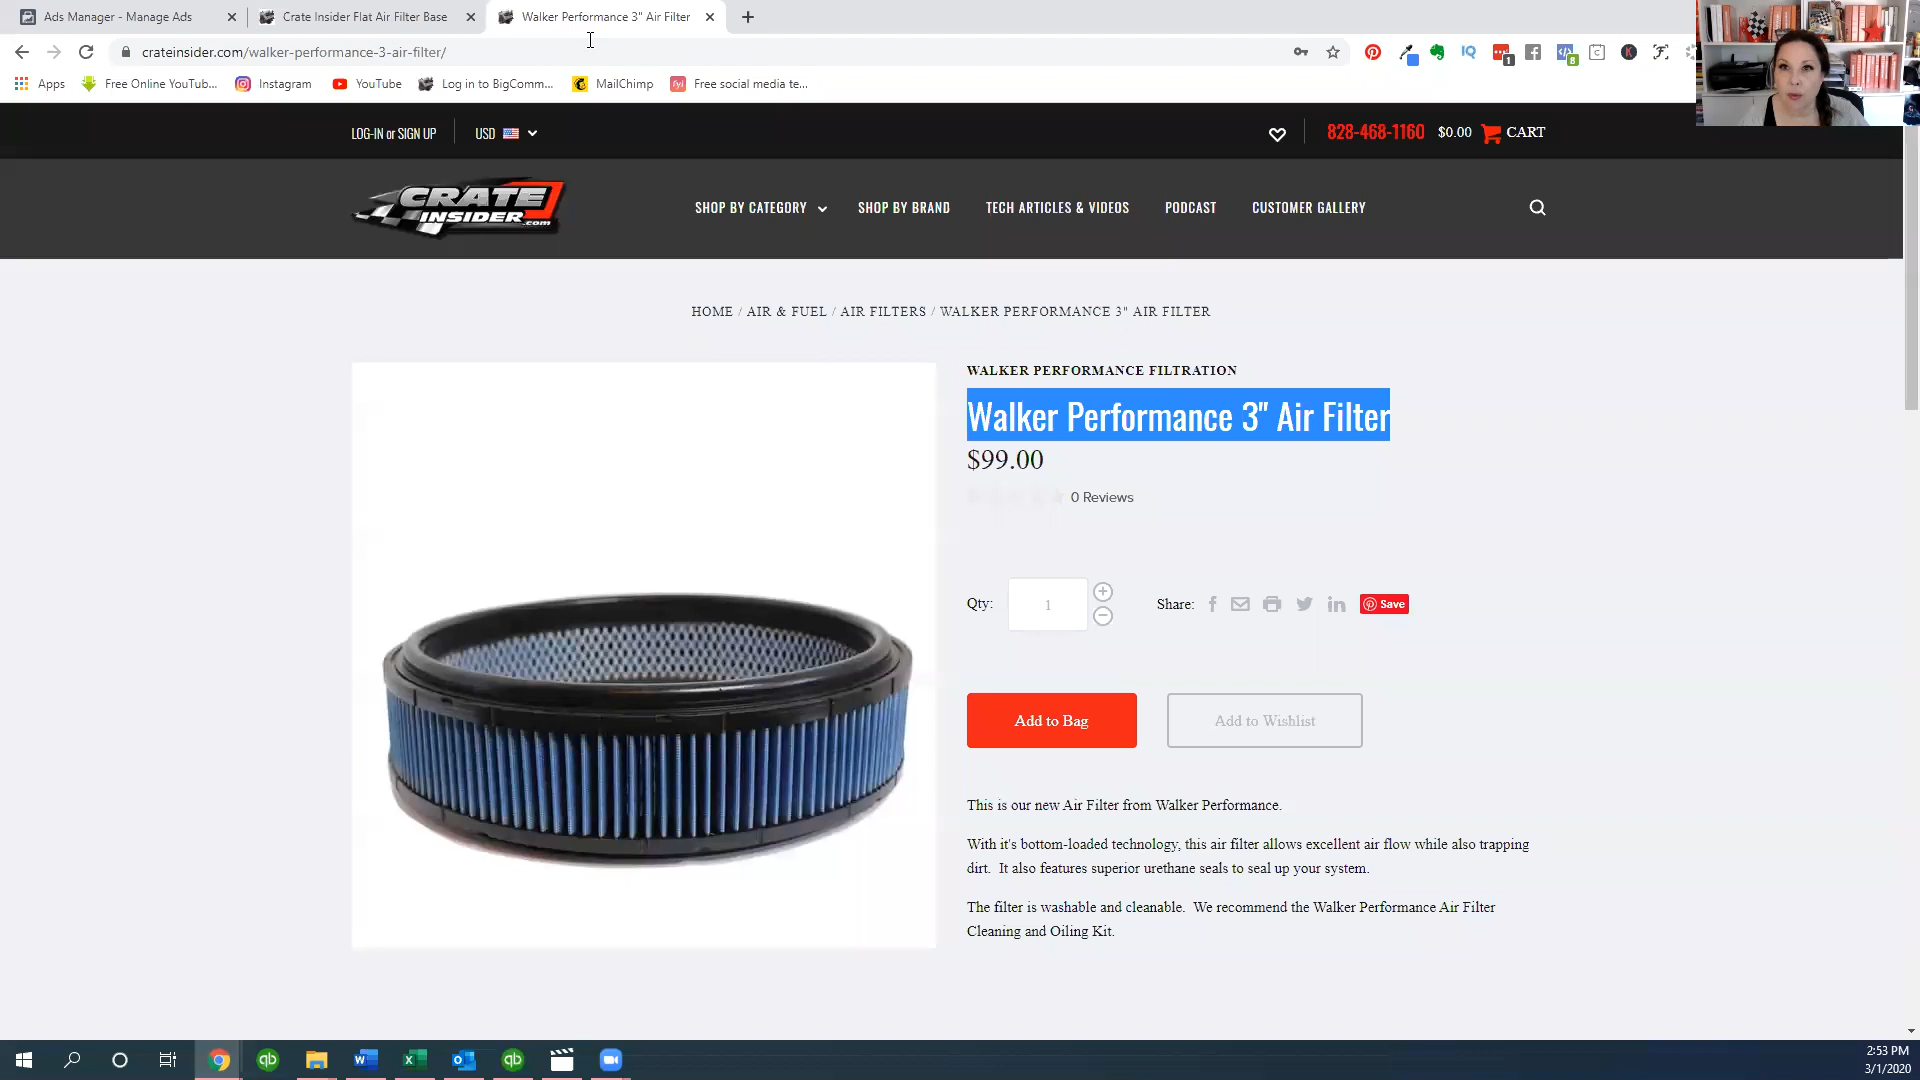 Ads Manager - Manage Ads
Crate Insider Flat Air Filter Base
Walker Performance 3" Air Filter
crateinsider.com/walker-performance-3-air-filter/
Apps
Free Online YouTub...
Instagram
YouTube
Log in to BigComm...
MailChimp
Free social media te...
LOG-IN or SIGN UP
USD
828-468-1160
$0.00
CART
CRATE
INSIDER.com
SHOP BY CATEGORY
SHOP BY BRAND
TECH ARTICLES & VIDEOS
PODCAST
CUSTOMER GALLERY
HOME / AIR & FUEL / AIR FILTERS / WALKER PERFORMANCE 3" AIR FILTER
WALKER PERFORMANCE FILTRATION
Walker Performance 3" Air Filter
$99.00
0 Reviews
Qty:
1
Share:
Save
Add to Bag
Add to Wishlist
This is our new Air Filter from Walker Performance.
With it's bottom-loaded technology, this air filter allows excellent air flow while also trapping
dirt. It also features superior urethane seals to seal up your system.
The filter is washable and cleanable. We recommend the Walker Performance Air Filter
Cleaning and Oiling Kit.
2:53 PM
3/1/2020